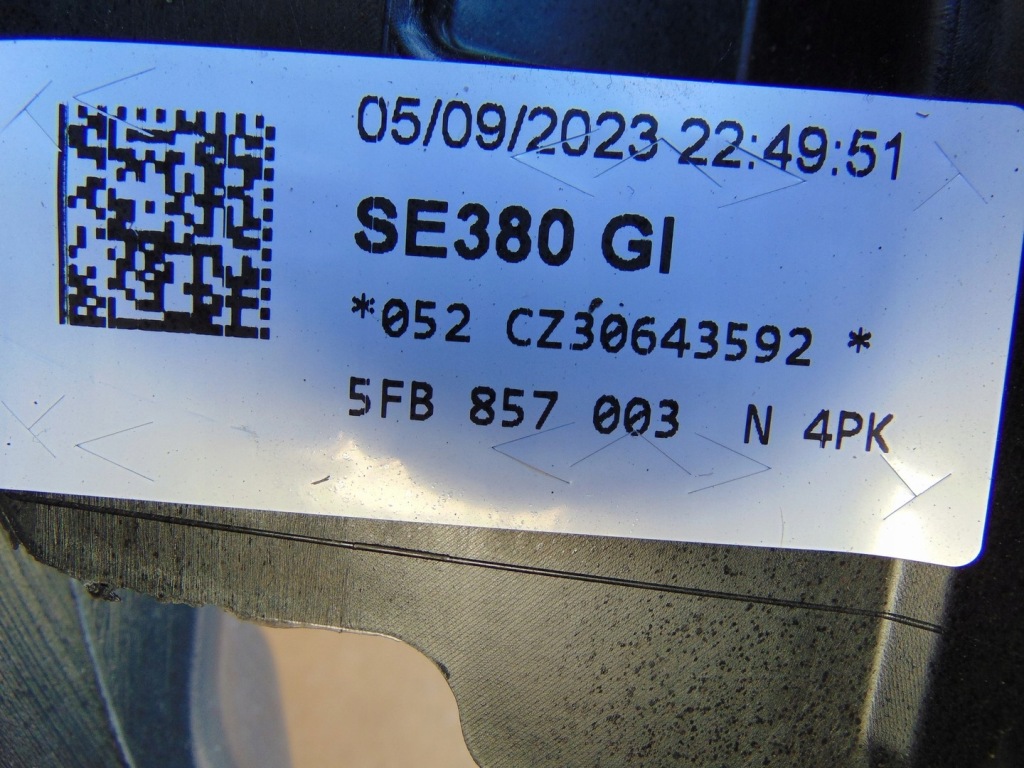 05/09/2023 22:49:51
SE380 GI
*052 CZ30643592 *
5FB 857 003 N 4PK